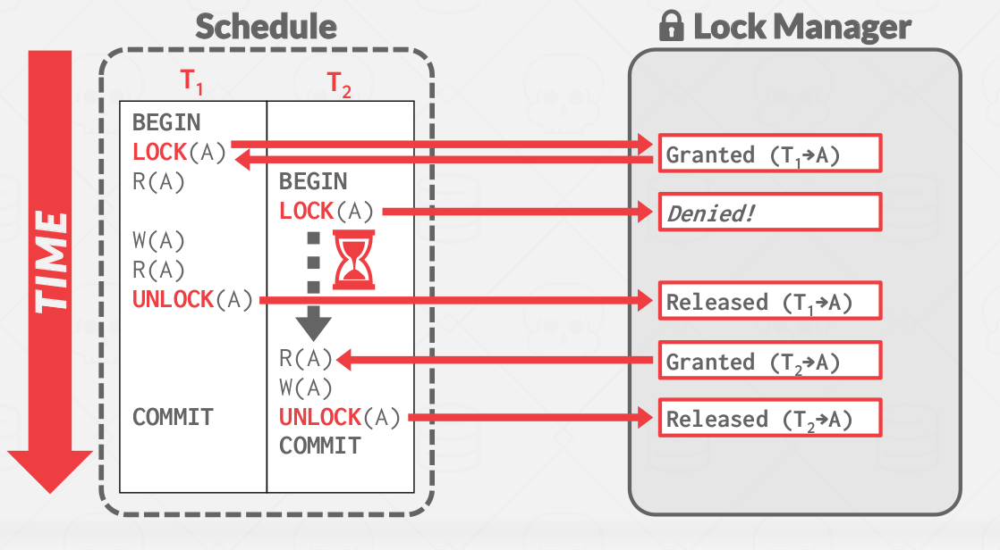 Schedule
Lock Manager
TIME
T1 T2
BEGIN
LOCK(A)
Granted (T1→A)
R(A)
BEGIN
LOCK(A)
Denied!
W(A)
R(A)
UNLOCK(A)
Released (T1→A)
R(A)
Granted (T2→A)
W(A)
COMMIT
UNLOCK(A)
Released (T2→A)
COMMIT